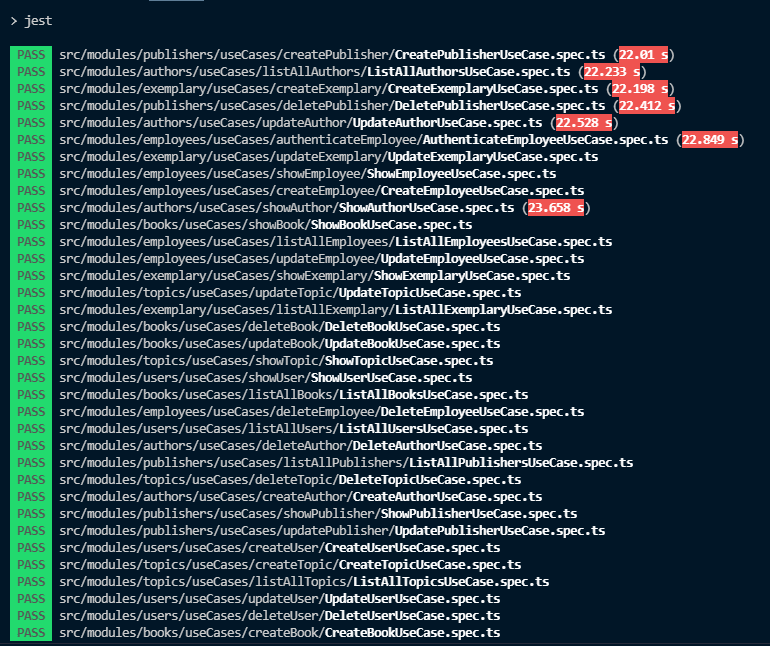 > jest
PASS src/modules/publishers/useCases/createPublisher/CreatePublisherUseCase.spec.ts (22.01 s)
PASS src/modules/authors/useCases/listAllAuthors/ListAllAuthorsUseCase.spec.ts (22.233 s)
PASS src/modules/exemplary/useCases/createExemplary/CreateExemplaryUseCase.spec.ts (22.198 s)
PASS src/modules/publishers/useCases/deletePublisher/DeletePublisherUseCase.spec.ts (22.412 s)
PASS src/modules/authors/useCases/updateAuthor/UpdateAuthorUseCase.spec.ts (22.528 s)
PASS src/modules/employees/useCases/authenticateEmployee/AuthenticateEmployeeUseCase.spec.ts (22.849 s)
PASS src/modules/exemplary/useCases/updateExemplary/UpdateExemplaryUseCase.spec.ts
PASS src/modules/employees/useCases/showEmployee/ShowEmployeeUseCase.spec.ts
PASS src/modules/employees/useCases/createEmployee/CreateEmployeeUseCase.spec.ts
PASS src/modules/authors/useCases/showAuthor/ShowAuthorUseCase.spec.ts (23.658 s)
PASS src/modules/books/useCases/showBook/ShowBookUseCase.spec.ts
PASS src/modules/employees/useCases/listAllEmployees/ListAllEmployeesUseCase.spec.ts
PASS src/modules/employees/useCases/updateEmployee/UpdateEmployeeUseCase.spec.ts
PASS src/modules/exemplary/useCases/showExemplary/ShowExemplaryUseCase.spec.ts
PASS src/modules/topics/useCases/updateTopic/UpdateTopicUseCase.spec.ts
PASS src/modules/exemplary/useCases/listAllExemplary/ListAllExemplaryUseCase.spec.ts
PASS src/modules/books/useCases/deleteBook/DeleteBookUseCase.spec.ts
PASS src/modules/books/useCases/updateBook/UpdateBookUseCase.spec.ts
PASS src/modules/topics/useCases/showTopic/ShowTopicUseCase.spec.ts
PASS src/modules/users/useCases/showUser/ShowUserUseCase.spec.ts
PASS src/modules/books/useCases/listAllBooks/ListAllBooksUseCase.spec.ts
PASS src/modules/employees/useCases/deleteEmployee/DeleteEmployeeUseCase.spec.ts
PASS src/modules/users/useCases/listAllUsers/ListAllUsersUseCase.spec.ts
PASS src/modules/authors/useCases/deleteAuthor/DeleteAuthorUseCase.spec.ts
PASS src/modules/publishers/useCases/listAllPublishers/ListAllPublishersUseCase.spec.ts
PASS src/modules/topics/useCases/deleteTopic/DeleteTopicUseCase.spec.ts
PASS src/modules/authors/useCases/createAuthor/CreateAuthorUseCase.spec.ts
PASS src/modules/publishers/useCases/showPublisher/ShowPublisherUseCase.spec.ts
PASS src/modules/publishers/useCases/updatePublisher/UpdatePublisherUseCase.spec.ts
PASS src/modules/users/useCases/createUser/CreateUserUseCase.spec.ts
PASS src/modules/topics/useCases/createTopic/CreateTopicUseCase.spec.ts
PASS src/modules/topics/useCases/listAllTopics/ListAllTopicsUseCase.spec.ts
PASS src/modules/users/useCases/updateUser/UpdateUserUseCase.spec.ts
PASS src/modules/users/useCases/deleteUser/DeleteUserUseCase.spec.ts
PASS src/modules/books/useCases/createBook/CreateBookUseCase.spec.ts